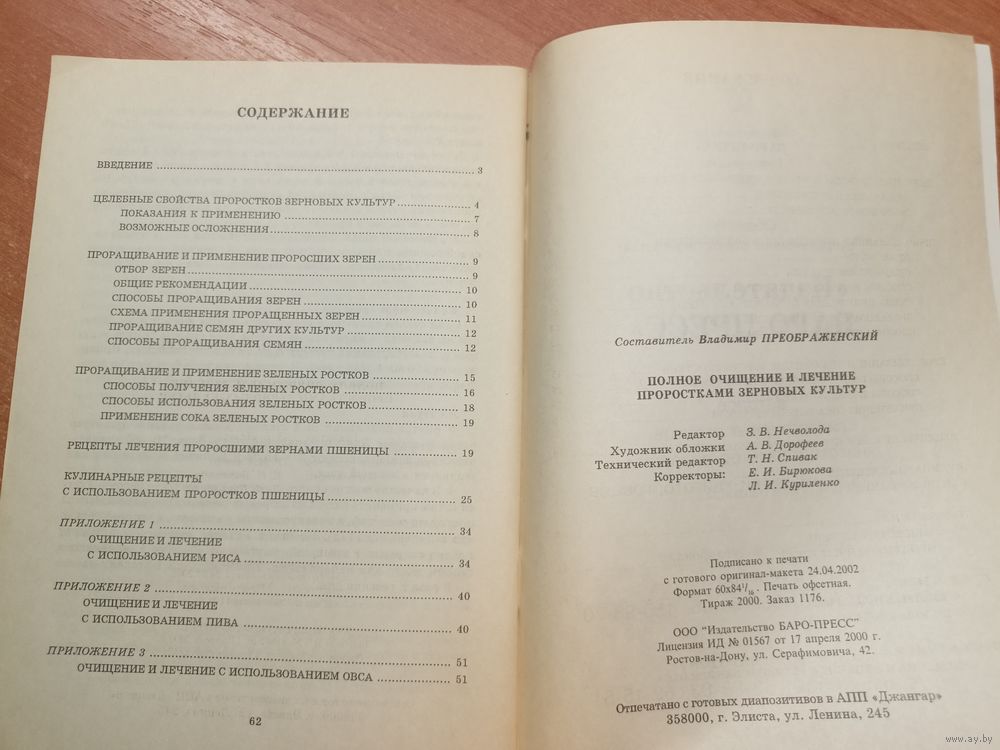 СОДЕРЖАНИЕ
ВВЕДЕНИЕ ........ 3
ЦЕЛЕБНЫЕ СВОЙСТВА ПРОРОСТКОВ ЗЕРНОВЫХ КУЛЬТУР ........ 4
ПОКАЗАНИЯ К ПРИМЕНЕНИЮ ........ 7
ВОЗМОЖНЫЕ ОСЛОЖНЕНИЯ ........ 8
ПРОРАЩИВАНИЕ И ПРИМЕНЕНИЕ ПРОРОСШИХ ЗЕРЕН ........ 9
ОТБОР ЗЕРЕН ........ 9
ОБЩИЕ РЕКОМЕНДАЦИИ ........ 10
СПОСОБЫ ПРОРАЩИВАНИЯ ЗЕРЕН ........ 10
СХЕМА ПРИМЕНЕНИЯ ПРОРАЩЕННЫХ ЗЕРЕН ........ 11
ПРОРАЩИВАНИЕ СЕМЯН ДРУГИХ КУЛЬТУР ........ 12
СПОСОБЫ ПРОРАЩИВАНИЯ СЕМЯН ........ 12
ПРОРАЩИВАНИЕ И ПРИМЕНЕНИЕ ЗЕЛЕНЫХ РОСТКОВ ........ 15
СПОСОБЫ ПОЛУЧЕНИЯ ЗЕЛЕНЫХ РОСТКОВ ........ 16
СПОСОБЫ ИСПОЛЬЗОВАНИЯ ЗЕЛЕНЫХ РОСТКОВ ........ 18
ПРИМЕНЕНИЕ СОКА ЗЕЛЕНЫХ РОСТКОВ ........ 19
РЕЦЕПТЫ ЛЕЧЕНИЯ ПРОРОСШИМИ ЗЕРНАМИ ПШЕНИЦЫ ........ 19
КУЛИНАРНЫЕ РЕЦЕПТЫ
С ИСПОЛЬЗОВАНИЕМ ПРОРОСТКОВ ПШЕНИЦЫ ........ 25
ПРИЛОЖЕНИЕ 1 ........ 34
ОЧИЩЕНИЕ И ЛЕЧЕНИЕ
С ИСПОЛЬЗОВАНИЕМ РИСА ........ 34
ПРИЛОЖЕНИЕ 2 ........ 40
ОЧИЩЕНИЕ И ЛЕЧЕНИЕ
С ИСПОЛЬЗОВАНИЕМ ПИВА ........ 40
ПРИЛОЖЕНИЕ 3 ........ 51
ОЧИЩЕНИЕ И ЛЕЧЕНИЕ С ИСПОЛЬЗОВАНИЕМ ОВСА ........ 51
62
Составитель Владимир ПРЕОБРАЖЕНСКИЙ
ПОЛНОЕ ОЧИЩЕНИЕ И ЛЕЧЕНИЕ
ПРОРОСТКАМИ ЗЕРНОВЫХ КУЛЬТУР
Редактор З. В. Нечволода
Художник обложки А. В. Дорофеев
Технический редактор Т. Н. Спивак
Корректоры: Е. И. Бирюкова
Л. И. Куриленко
Подписано к печати
с готового оригинал-макета 24.04.2002
Формат 60х84 1/16. Печать офсетная.
Тираж 2000. Заказ 1176.
ООО "Издательство БАРО-ПРЕСС"
Лицензия ИД № 01567 от 17 апреля 2000 г.
Ростов-на-Дону, ул. Серафимовича, 42.
Отпечатано с готовых диапозитивов в АПП «Джангар»
358000, г. Элиста, ул. Ленина, 245
www.ay.by